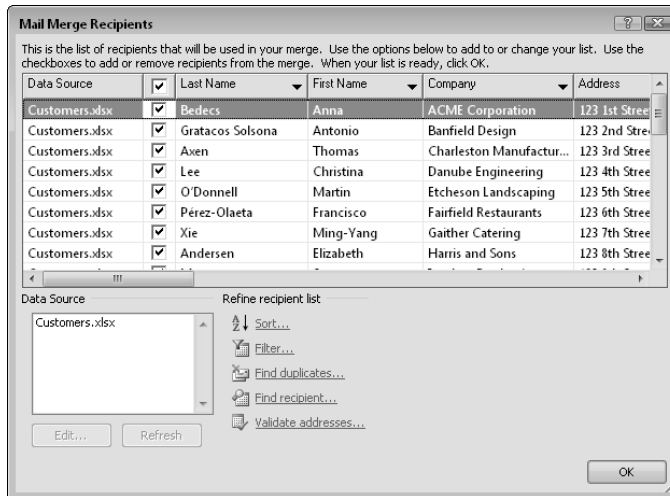 Mail Merge Recipients
This is the list of recipients that will be used in your merge. Use the options below to add to or change your list. Use the
checkboxes to add or remove recipients from the merge. When your list is ready, click OK.
Data Source Last Name First Name Company Address
Customers.xlsx Bedecs Anna ACME Corporation 123 1st Stree
Customers.xlsx Gratacos Solsona Antonio Banfield Design 123 2nd Stre
Customers.xlsx Axen Thomas Charleston Manufactur... 123 3rd Stree
Customers.xlsx Lee Christina Danube Engineering 123 4th Stree
Customers.xlsx O'Donnell Martin Etcheson Landscaping 123 5th Stree
Customers.xlsx Pérez-Olaeta Francisco Fairfield Restaurants 123 6th Stree
Customers.xlsx Xie Ming-Yang Gaither Catering 123 7th Stree
Customers.xlsx Andersen Elizabeth Harris and Sons 123 8th Stree
Data Source
Customers.xlsx
Edit... Refresh
Refine recipient list
Sort...
Filter...
Find duplicates...
Find recipient...
Validate addresses...
OK